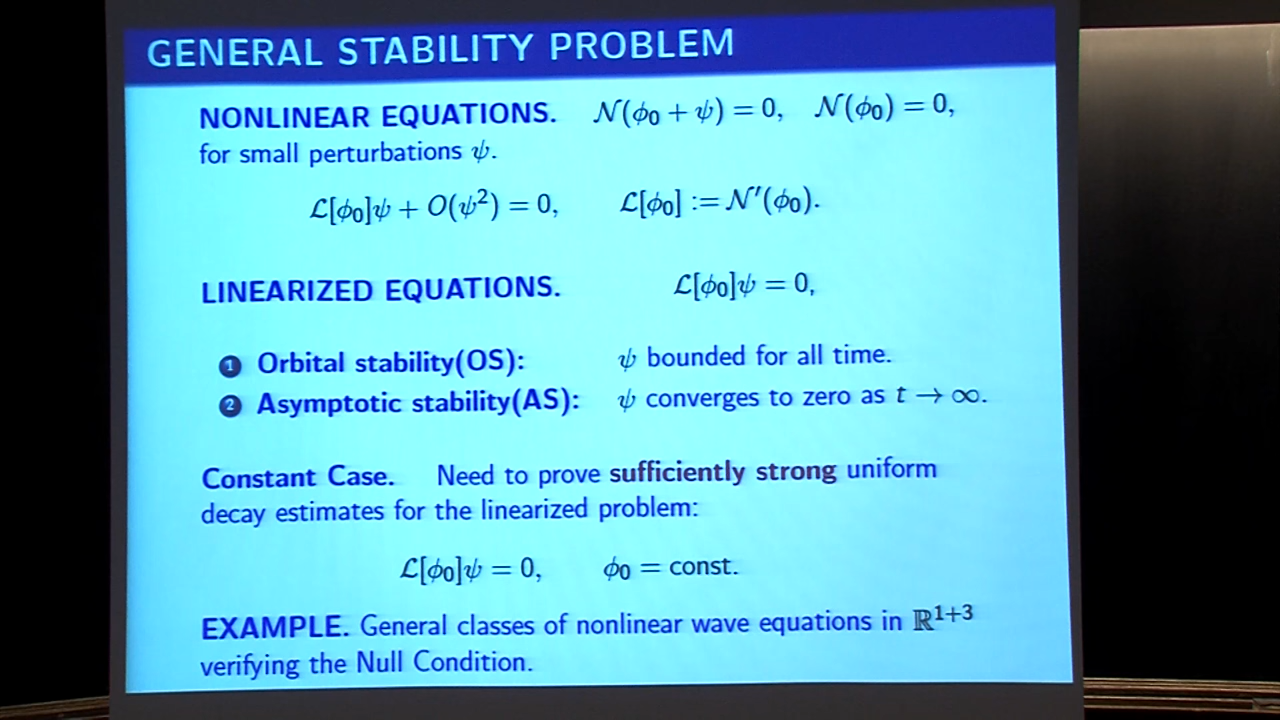 GENERAL STABILITY PROBLEM
NONLINEAR EQUATIONS. 𝒩(ϕ₀ + ψ) = 0, 𝒩(ϕ₀) = 0,
for small perturbations ψ.
ℒ[ϕ₀]ψ + O(ψ²) = 0, ℒ[ϕ₀] := 𝒩′(ϕ₀).
LINEARIZED EQUATIONS. ℒ[ϕ₀]ψ = 0,
1 Orbital stability(OS): ψ bounded for all time.
2 Asymptotic stability(AS): ψ converges to zero as t → ∞.
Constant Case. Need to prove sufficiently strong uniform
decay estimates for the linearized problem:
ℒ[ϕ₀]ψ = 0, ϕ₀ = const.
EXAMPLE. General classes of nonlinear wave equations in ℝ¹⁺³
verifying the Null Condition.